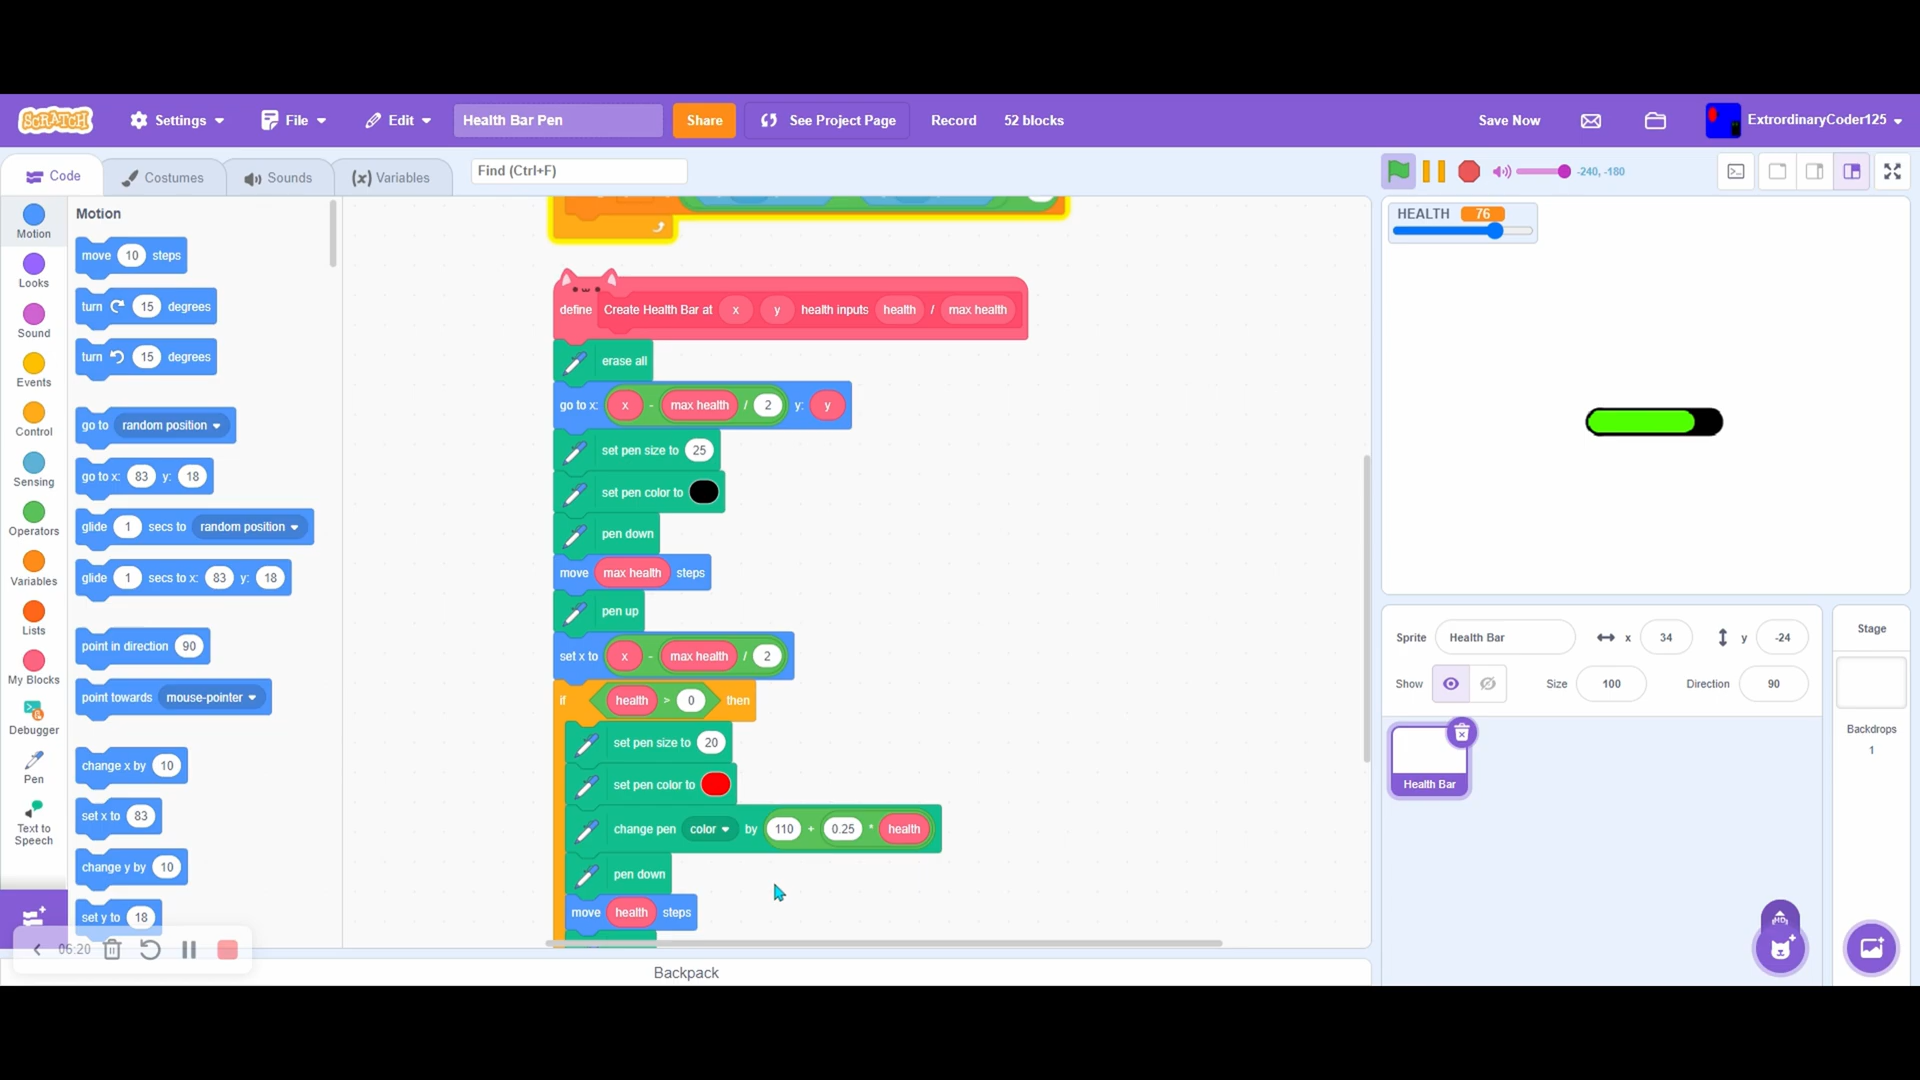 SCRATCH Settings File Edit Health Bar Pen Share See Project Page Record 52 blocks Save Now ExtrordinaryCoder125
Code Costumes Sounds (x) Variables Find (Ctrl+F) -240, -180
Motion
Looks
Sound
Events
Control
Sensing
Operators
Variables
Lists
My Blocks
Debugger
Pen
Text to
Speech
Motion
move 10 steps
turn 15 degrees
turn 15 degrees
go to random position
go to x: 83 y: 18
glide 1 secs to random position
glide 1 secs to x: 83 y: 18
point in direction 90
point towards mouse-pointer
change x by 10
set x to 83
change y by 10
set y to 18
06:20
define Create Health Bar at x y health inputs health / max health
erase all
go to x: x - max health / 2 y: y
set pen size to 25
set pen color to
pen down
move max health steps
pen up
set x to x - max health / 2
if health > 0 then
set pen size to 20
set pen color to
change pen color by 110 + 0.25 * health
pen down
move health steps
Backpack
HEALTH 76
Sprite Health Bar x 34 y -24
Show Size 100 Direction 90
Health Bar
Stage
Backdrops
1